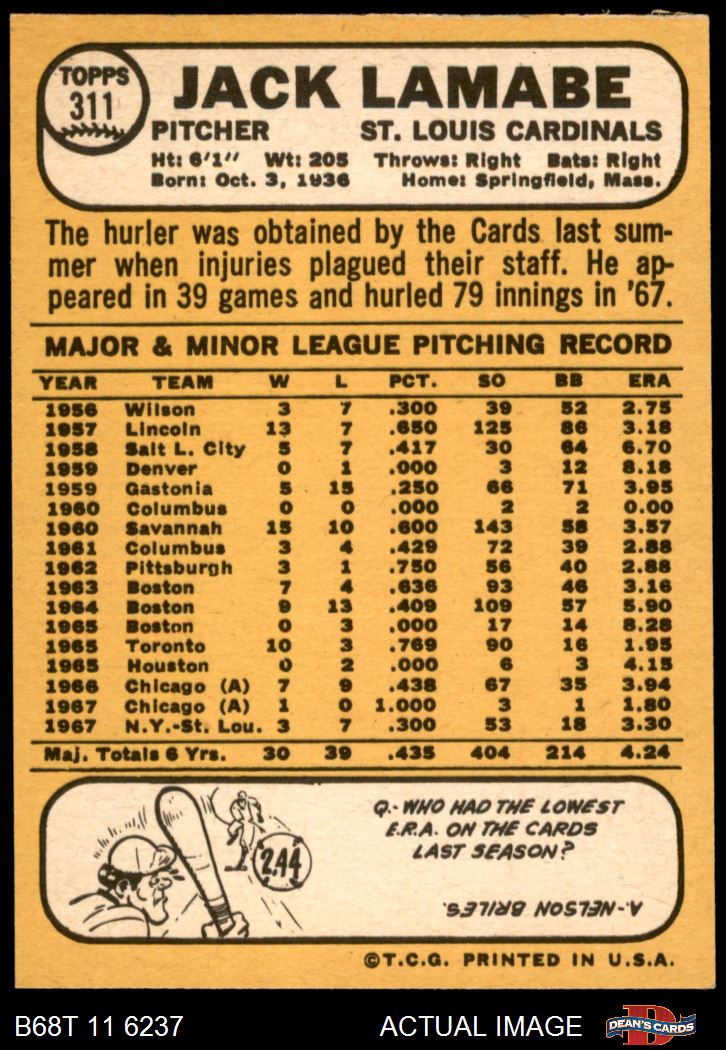 TOPPS
311
JACK LAMABE
PITCHER ST. LOUIS CARDINALS
Ht: 6'1" Wt: 205 Throws: Right Bats: Right
Born: Oct. 3, 1936 Home: Springfield, Mass.
The hurler was obtained by the Cards last sum-
mer when injuries plagued their staff. He ap-
peared in 39 games and hurled 79 innings in '67.
MAJOR & MINOR LEAGUE PITCHING RECORD
YEAR TEAM W L PCT. SO BB ERA
1956 Wilson 3 7 .300 39 52 2.75
1957 Lincoln 13 7 .650 125 86 3.18
1958 Salt L. City 5 7 .417 30 64 6.70
1959 Denver 0 1 .000 3 12 8.18
1959 Gastonia 5 15 .250 66 71 3.95
1960 Columbus 0 0 .000 2 2 0.00
1960 Savannah 15 10 .600 143 58 3.57
1961 Columbus 3 4 .429 72 39 2.88
1962 Pittsburgh 3 1 .750 56 40 2.88
1963 Boston 7 4 .636 93 46 3.16
1964 Boston 9 13 .409 109 57 5.90
1965 Boston 0 3 .000 17 14 8.28
1965 Toronto 10 3 .769 90 16 1.95
1965 Houston 0 2 .000 6 3 4.15
1966 Chicago (A) 7 9 .438 67 35 3.94
1967 Chicago (A) 1 0 1.000 3 1 1.80
1967 N.Y.-St. Lou. 3 7 .300 53 18 3.30
Maj. Totals 6 Yrs. 30 39 .435 404 214 4.24
2.44
Q.-WHO HAD THE LOWEST
E.R.A. ON THE CARDS
LAST SEASON?
A-NELSON BRILES.
©T.C.G. PRINTED IN U.S.A.
B68T 11 6237 ACTUAL IMAGE
DEAN'S CARDS